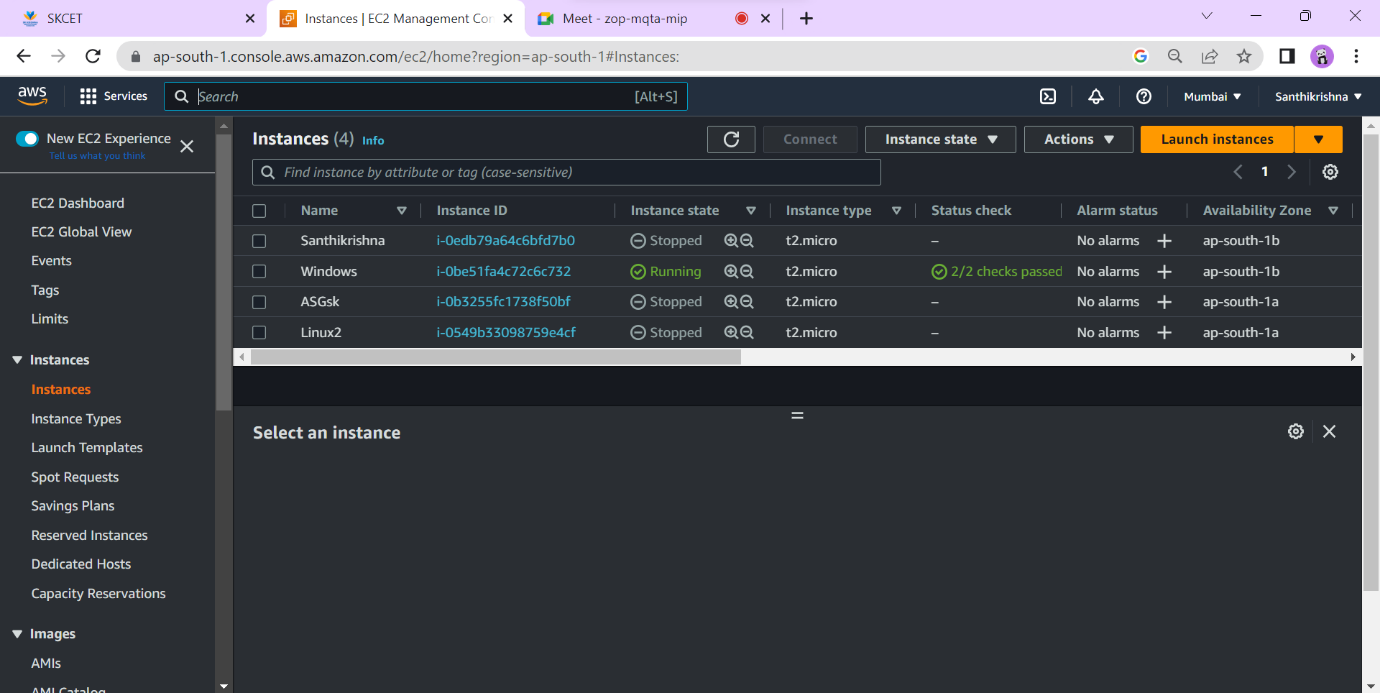 SKCET
Instances | EC2 Management Cor
Meet - zop-mqta-mip
ap-south-1.console.aws.amazon.com/ec2/home?region=ap-south-1#Instances:
aws
Services
Search
[Alt+S]
Mumbai
Santhikrishna
New EC2 Experience
Tell us what you think
EC2 Dashboard
EC2 Global View
Events
Tags
Limits
Instances
Instances
Instance Types
Launch Templates
Spot Requests
Savings Plans
Reserved Instances
Dedicated Hosts
Capacity Reservations
Images
AMIs
AMI Catalog
Instances (4) Info
Connect
Instance state
Actions
Launch instances
Find instance by attribute or tag (case-sensitive)
1
Name Instance ID Instance state Instance type Status check Alarm status Availability Zone
Santhikrishna i-0edb79a64c6bfd7b0 Stopped t2.micro – No alarms + ap-south-1b
Windows i-0be51fa4c72c6c732 Running t2.micro 2/2 checks passed No alarms + ap-south-1b
ASGsk i-0b3255fc1738f50bf Stopped t2.micro – No alarms + ap-south-1a
Linux2 i-0549b33098759e4cf Stopped t2.micro – No alarms + ap-south-1a
Select an instance